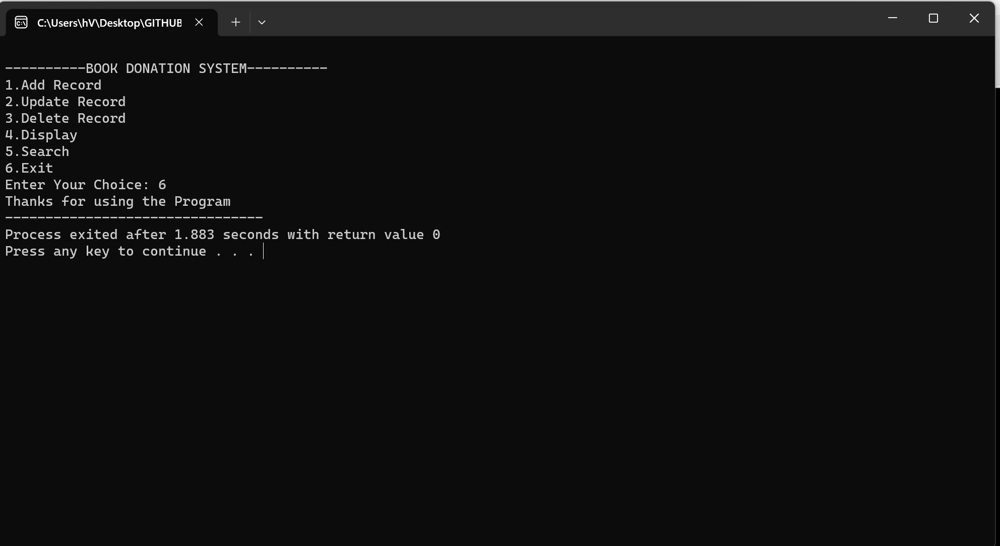 C:\Users\hV\Desktop\GITHUB
----------BOOK DONATION SYSTEM----------
1.Add Record
2.Update Record
3.Delete Record
4.Display
5.Search
6.Exit
Enter Your Choice: 6
Thanks for using the Program
--------------------------------
Process exited after 1.883 seconds with return value 0
Press any key to continue . . .